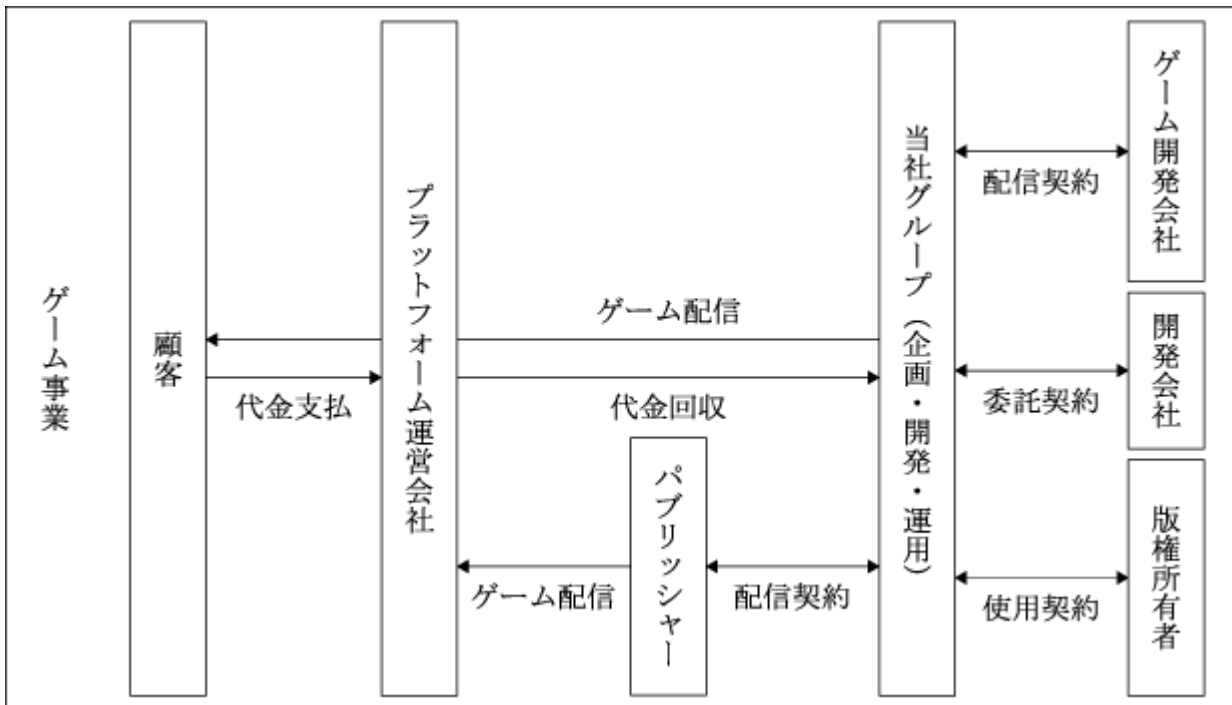 ゲーム事業
顧客
代金支払
プラットフォーム運営会社
ゲーム配信
代金回収
ゲーム配信
パブリッシャー
配信契約
当社グループ（企画・開発・運用）
配信契約
委託契約
使用契約
ゲーム開発会社
開発会社
版権所有者